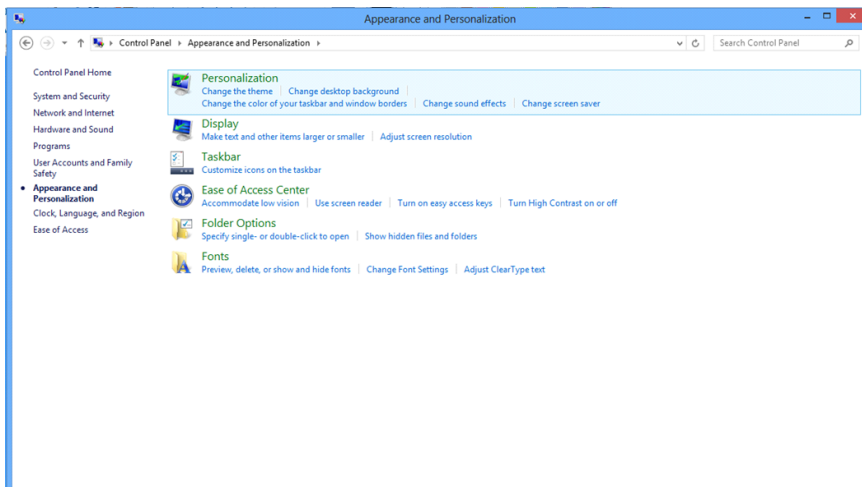 Appearance and Personalization
Control Panel Appearance and Personalization
Search Control Panel
Control Panel Home
System and Security
Network and Internet
Hardware and Sound
Programs
User Accounts and Family
Safety
Appearance and
Personalization
Clock, Language, and Region
Ease of Access
Personalization
Change the theme Change desktop background
Change the color of your taskbar and window borders Change sound effects Change screen saver
Display
Make text and other items larger or smaller Adjust screen resolution
Taskbar
Customize icons on the taskbar
Ease of Access Center
Accommodate low vision Use screen reader Turn on easy access keys Turn High Contrast on or off
Folder Options
Specify single- or double-click to open Show hidden files and folders
Fonts
Preview, delete, or show and hide fonts Change Font Settings Adjust ClearType text